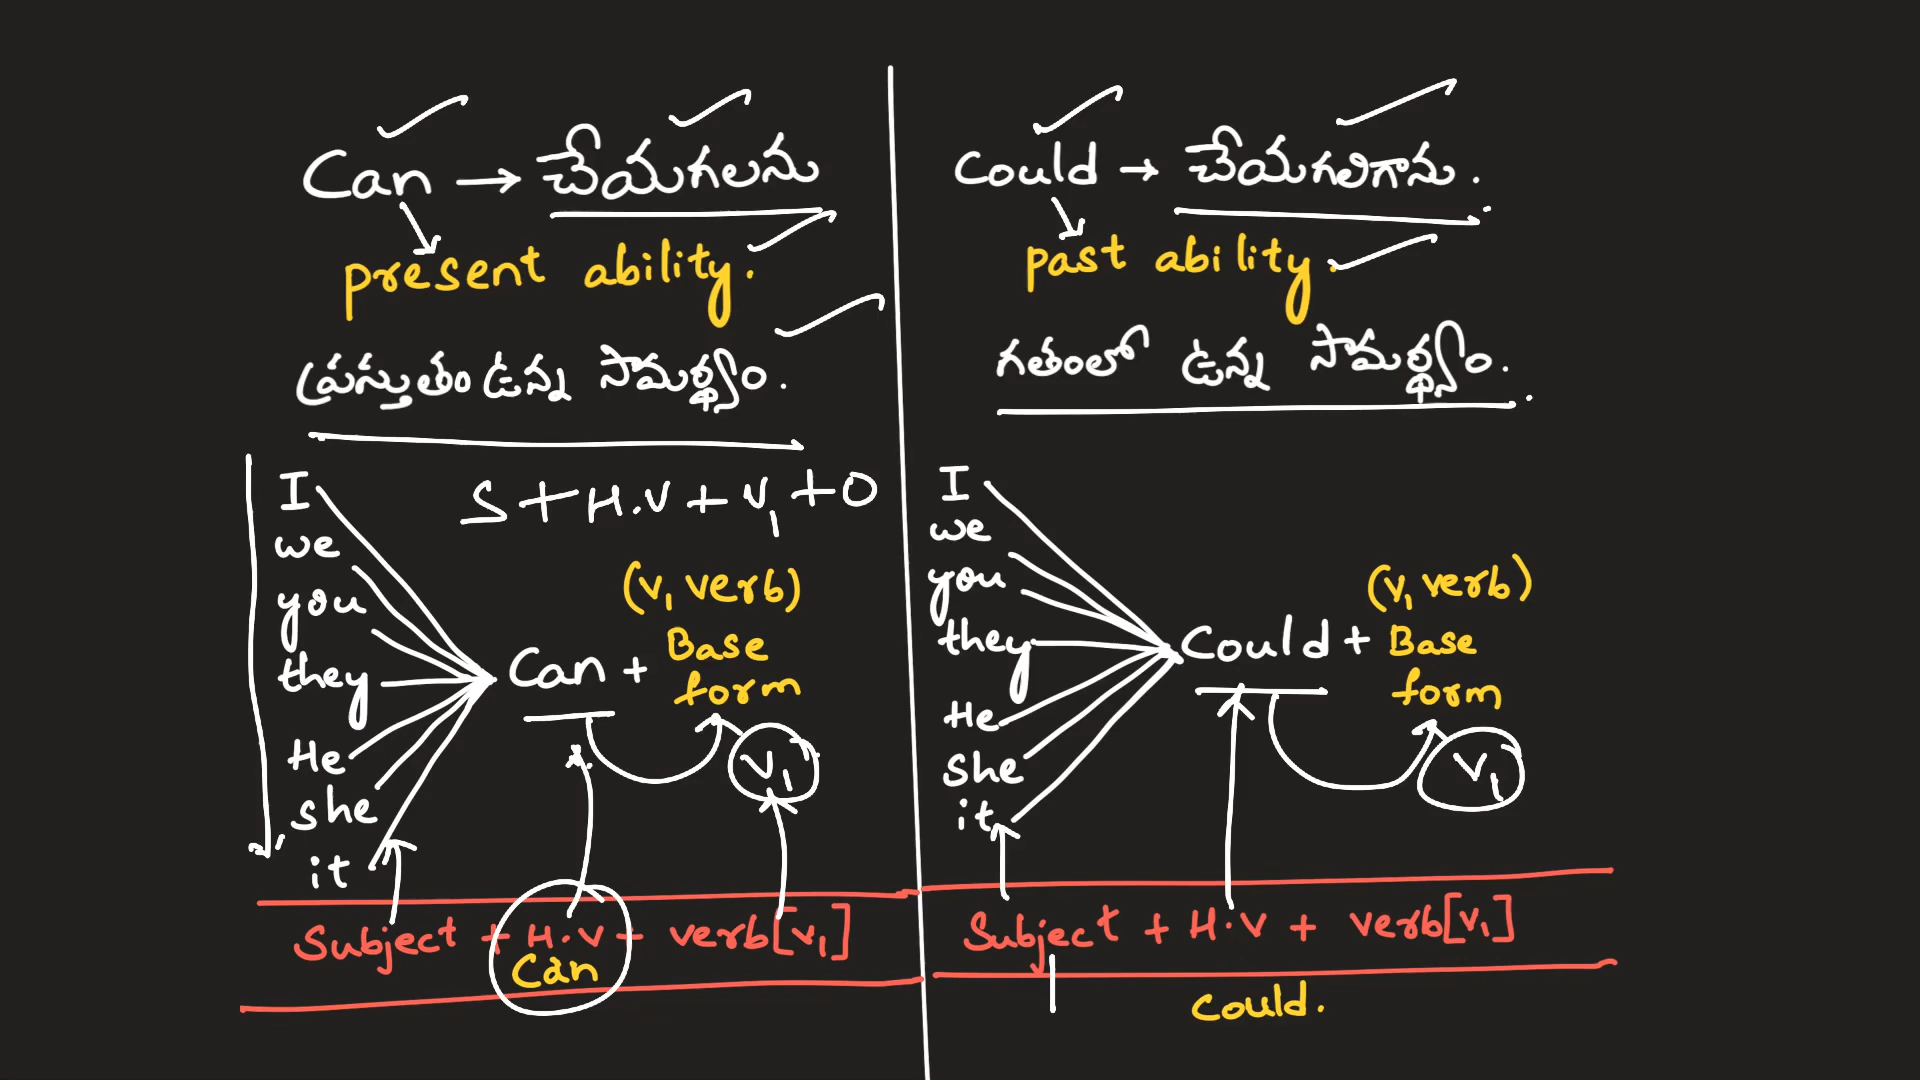 Can → చేయగలను
present ability.
ప్రస్తుతం ఉన్న సామర్థ్యం.
S + H.V + V1 + O
I
we
you
they
He
she
it
Can +
(V1 verb)
Base
form
V1
Subject + H.V + verb[V1]
Can
Could → చేయగలిగాను.
past ability.
గతంలో ఉన్న సామర్థ్యం.
I
we
you
they
He
she
it
Could +
(V1 verb)
Base
form
V1
Subject + H.V + verb[V1]
Could.